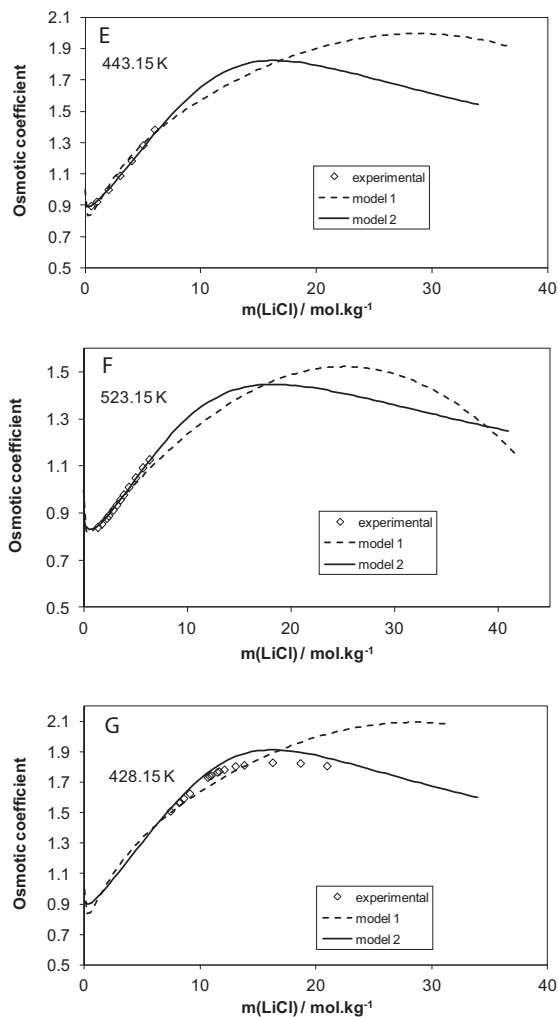 2.1
E
1.9
443.15 K
1.7
1.5
1.3
1.1
0.9
0.7
0.5
Osmotic coefficient
experimental
model 1
model 2
0 10 20 30 40
m(LiCl) / mol.kg-1
F
1.5
523.15 K
1.3
1.1
0.9
0.7
0.5
Osmotic coefficient
experimental
model 1
model 2
0 10 20 30 40
m(LiCl) / mol.kg-1
2.1
G
1.9
1.7
428.15 K
1.5
1.3
1.1
0.9
0.7
0.5
Osmotic coefficient
experimental
model 1
model 2
0 10 20 30 40
m(LiCl) / mol.kg-1